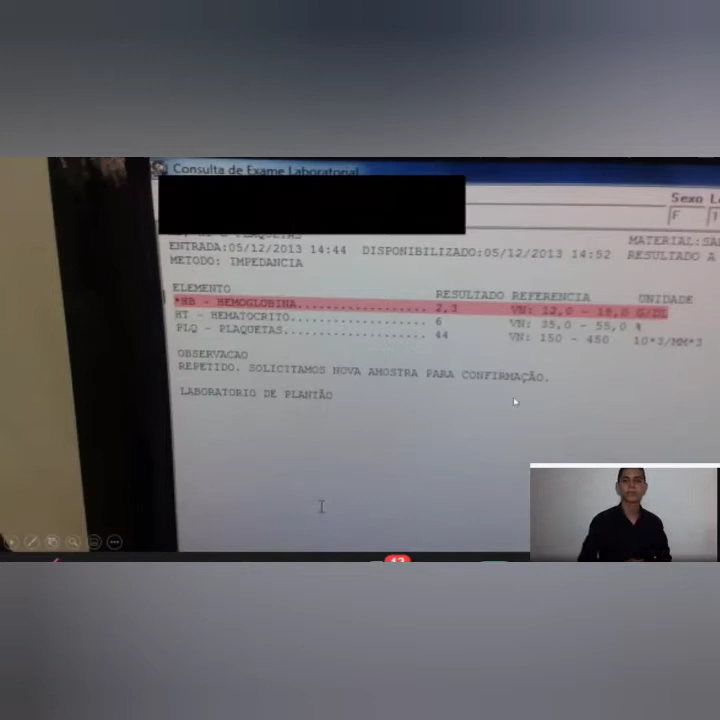 Consulta de Exame Laboratorial
Sexo
F
ENTRADA:05/12/2013 14:44 DISPONIBILIZADO:05/12/2013 14:52
MATERIAL:SA
RESULTADO A
METODO: IMPEDANCIA
ELEMENTO RESULTADO REFERENCIA UNIDADE
*HB - HEMOGLOBINA.................. 2,3 VN: 12,0 - 18,0 G/DL
HT - HEMATOCRITO................... 6 VN: 35,0 - 55,0 %
PLQ - PLAQUETAS.................... 44 VN: 150 - 450 10*3/MM*3
OBSERVACAO
REPETIDO. SOLICITAMOS NOVA AMOSTRA PARA CONFIRMAÇÃO.
LABORATORIO DE PLANTÃO